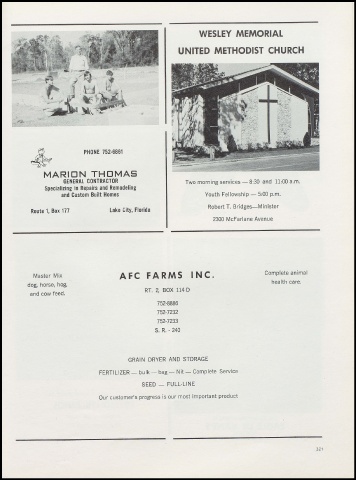 PHONE 752-6881
MARION THOMAS
GENERAL CONTRACTOR
Specializing in Repairs and Remodeling
and Custom Built Homes
Route 1, Box 177 Lake City, Florida
WESLEY MEMORIAL
UNITED METHODIST CHURCH
Two morning services — 8:30 and 11:00 a.m.
Youth Fellowship — 5:00 p.m.
Robert T. Bridges—Minister
2300 McFarlane Avenue
Master Mix
dog, horse, hog,
and cow feed.
AFC FARMS INC.
RT. 2, BOX 114 D
752-8880
752-7232
752-7233
S. R. - 240
Complete animal
health care.
GRAIN DRYER AND STORAGE
FERTILIZER — bulk — bag — Nit — Complete Service
SEED — FULL-LINE
Our customer's progress is our most important product